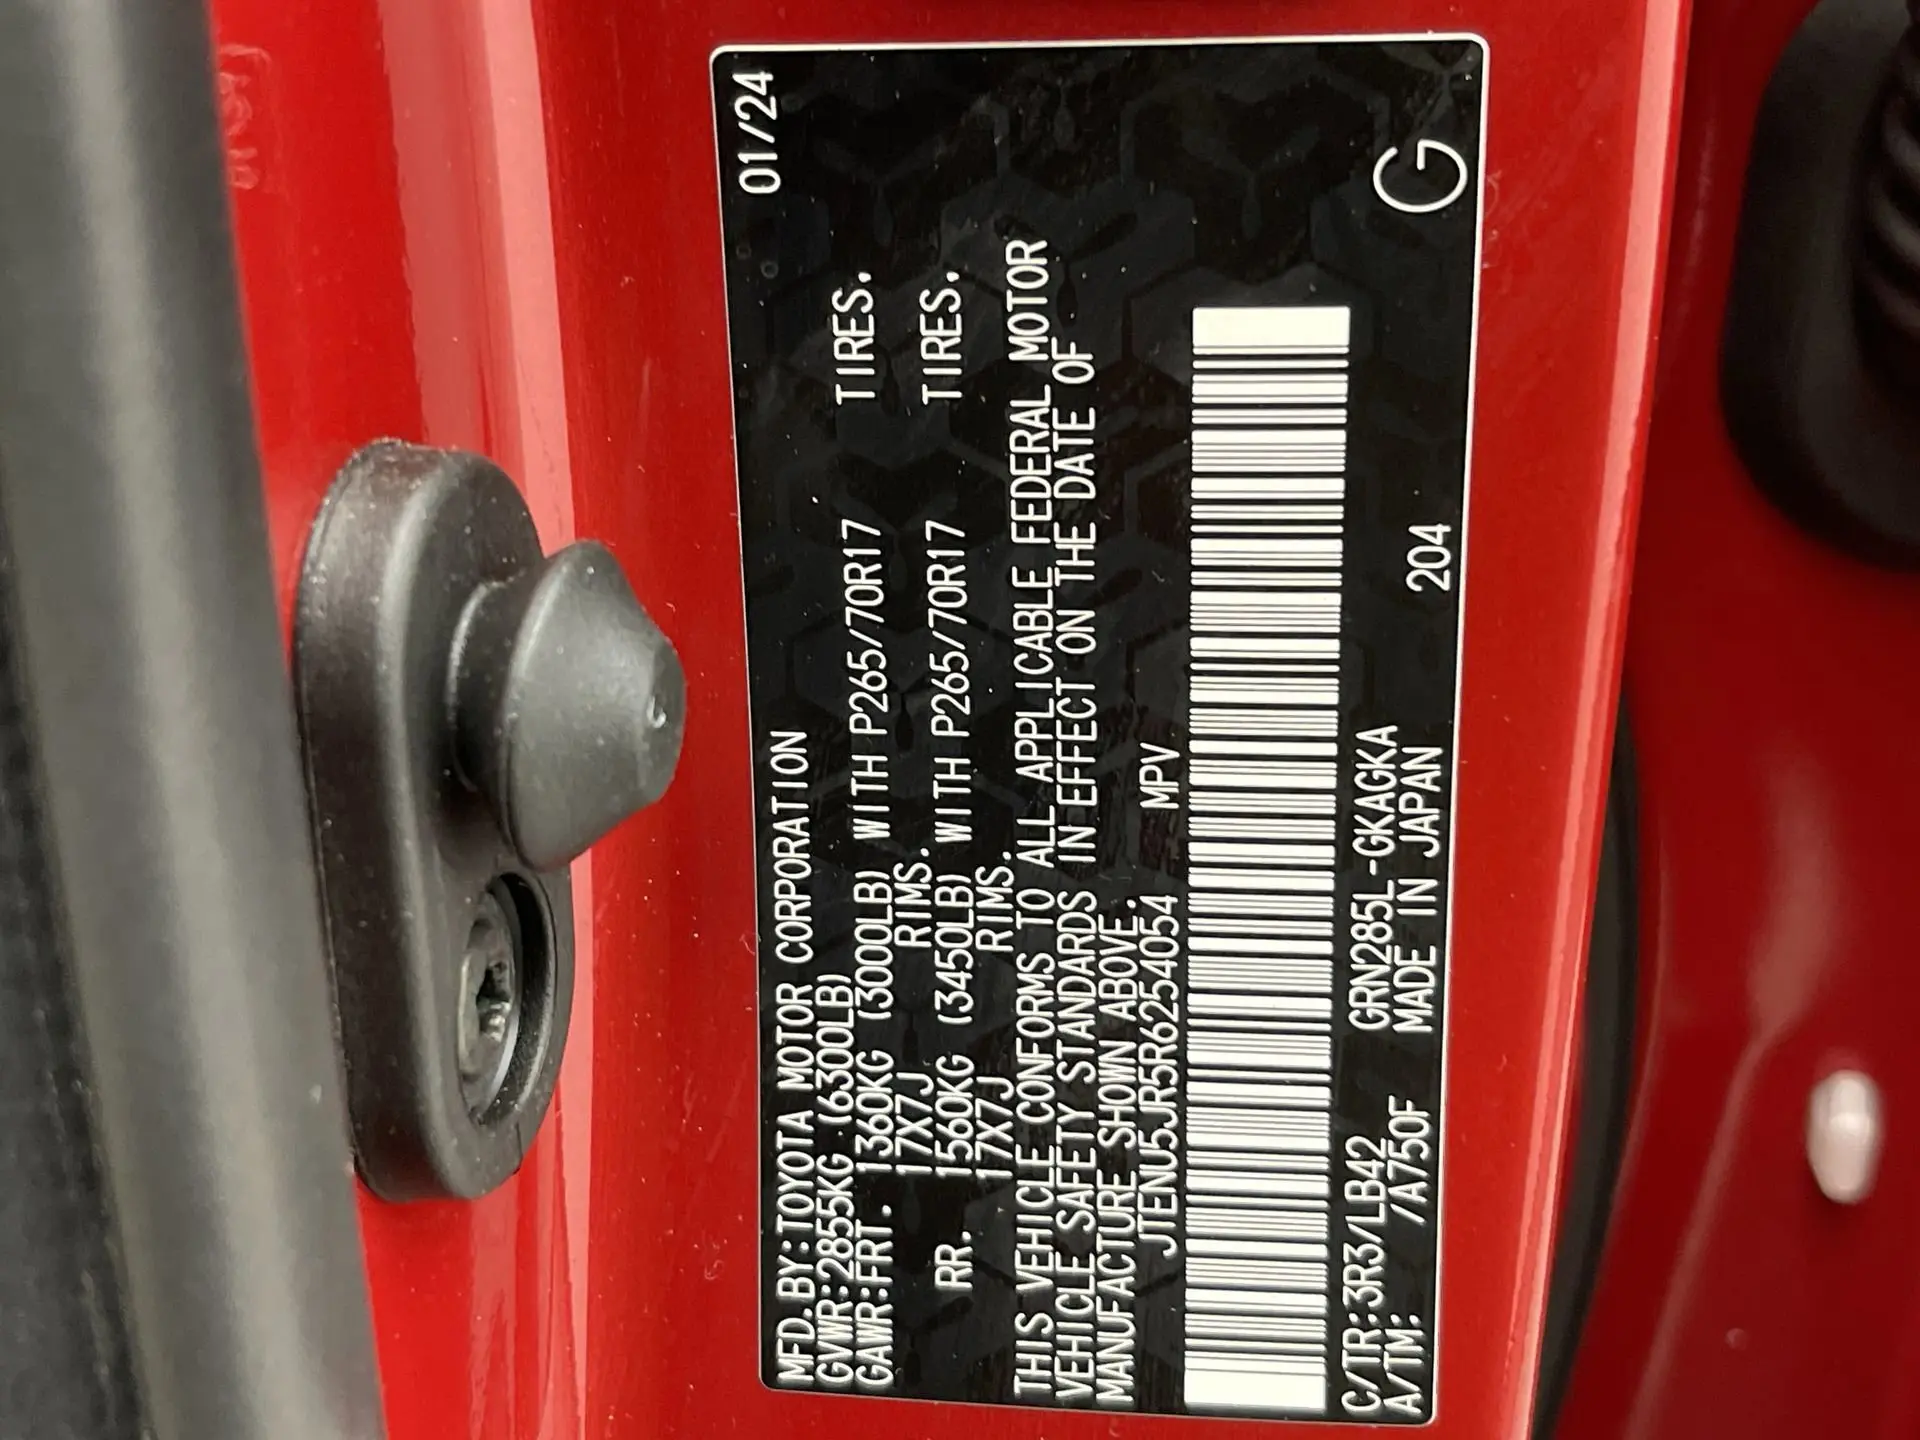 MFD.BY:TOYOTA MOTOR CORPORATION 01/24
GVWR:2855KG (6300LB)
GAWR:FRT. 1360KG (3000LB) WITH P265/70R17 TIRES.
17X7J RIMS.
RR. 1560KG (3450LB) WITH P265/70R17 TIRES.
17X7J RIMS.
THIS VEHICLE CONFORMS TO ALL APPLICABLE FEDERAL MOTOR
VEHICLE SAFETY STANDARDS IN EFFECT ON THE DATE OF
MANUFACTURE SHOWN ABOVE.
JTENU5JR5R6254054 MPV
C/TR:3R3/LB42 GRN285L-GKAGKA
A/TM: /A750F MADE IN JAPAN 204 G